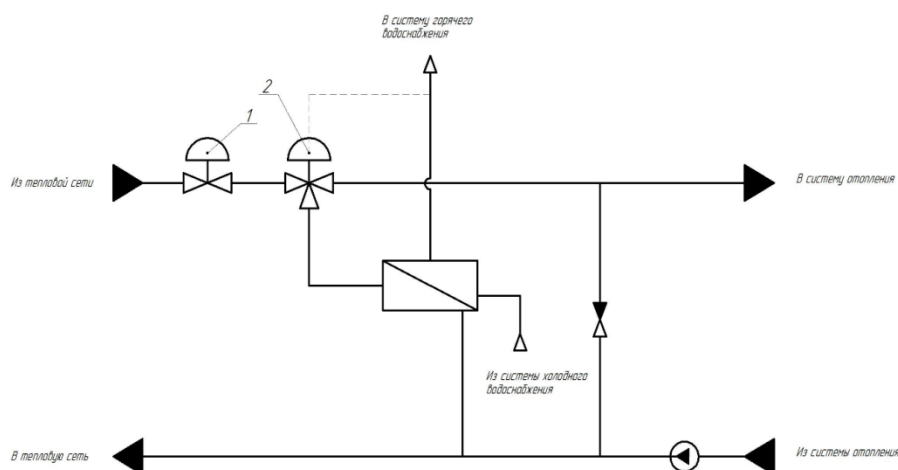 В систему горячего
водоснабжения
2
1
Из тепловой сети
В систему отопления
Из системы холодного
водоснабжения
В тепловую сеть
Из системы отопления